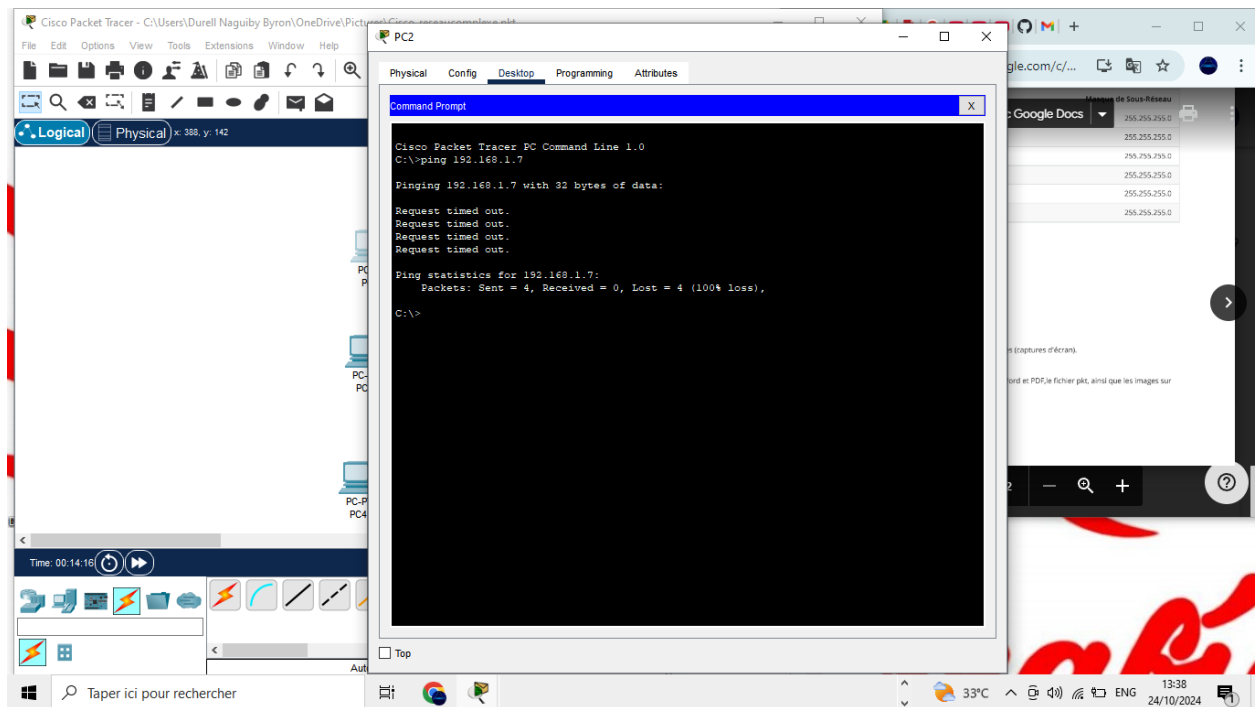 Cisco Packet Tracer - C:\Users\Durell Naguiby Byron\OneDrive\Pictures\Cisco_reseaucomplexe.pkt
File Edit Options View Tools Extensions Window Help
Logical Physical x: 388, y: 142
PC-P
PC4
Time: 00:14:16
PC2
Physical Config Desktop Programming Attributes
Command Prompt X
Cisco Packet Tracer PC Command Line 1.0
C:\>ping 192.168.1.7
Pinging 192.168.1.7 with 32 bytes of data:
Request timed out.
Request timed out.
Request timed out.
Request timed out.
Ping statistics for 192.168.1.7:
Packets: Sent = 4, Received = 0, Lost = 4 (100% loss),
C:\>
Top
gle.com/c/...
de Sous-Réseau
c Google Docs
255.255.255.0
255.255.255.0
255.255.255.0
255.255.255.0
255.255.255.0
255.255.255.0
s (captures d'écran).
ord et PDF,le fichier pkt, ainsi que les images sur
Taper ici pour rechercher
33°C
ENG
13:38
24/10/2024